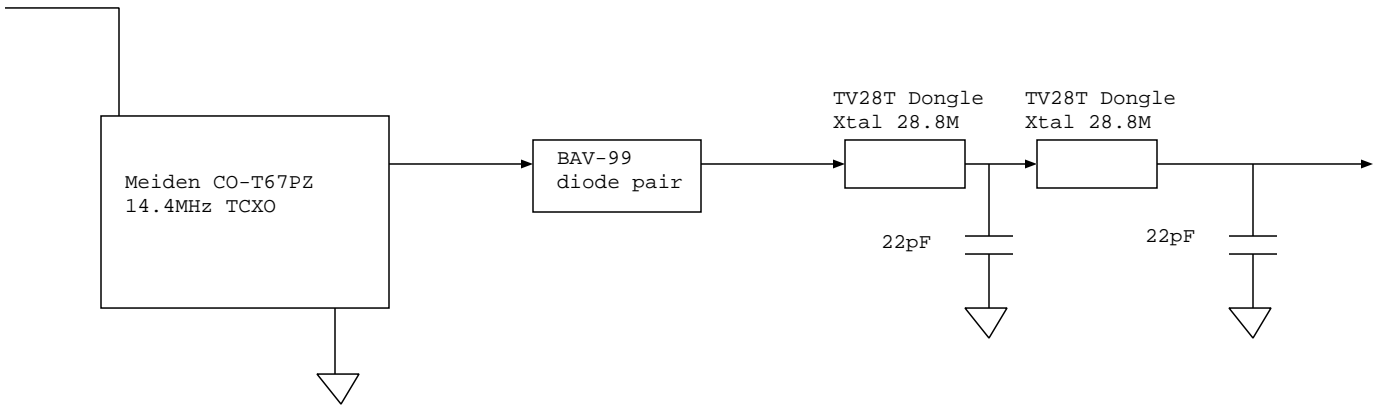 TV28T Dongle
Xtal 28.8M
TV28T Dongle
Xtal 28.8M
BAV-99
diode pair
Meiden CO-T67PZ
14.4MHz TCXO
22pF
22pF